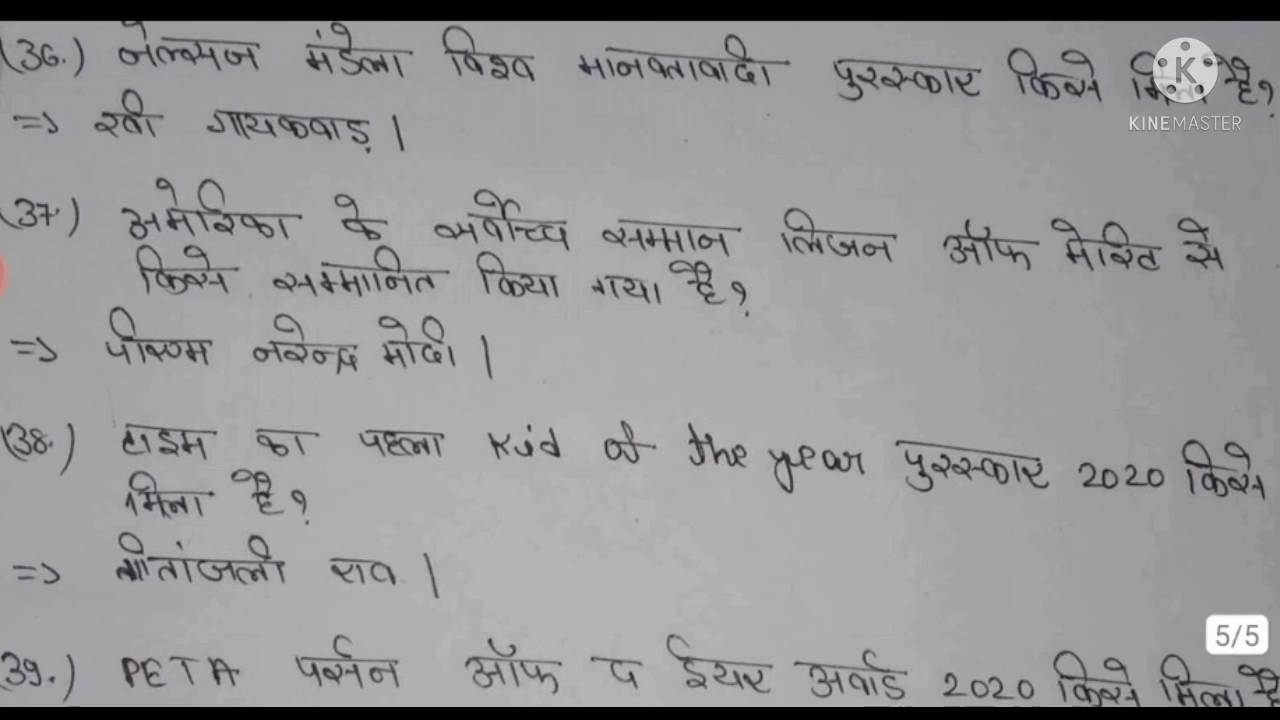 (36.) नेल्सन मंडेला विश्व मानवतावादी पुरस्कार किसे मिला है?
=> रवी गायकवाड़ |
(37.) अमेरिका के सर्वोच्च सम्मान लिजन ऑफ मेरिट से
किसे सम्मानित किया गया है?
=> पीएम नरेन्द्र मोदी |
(38.) टाइम का पहला Kid of the year पुरस्कार 2020 किसे
मिला है?
=> गीतांजली राव |
(39.) PETA पर्सन ऑफ द ईयर अर्वाड 2020 किसे मिला है
K
KINEMASTER
5/5